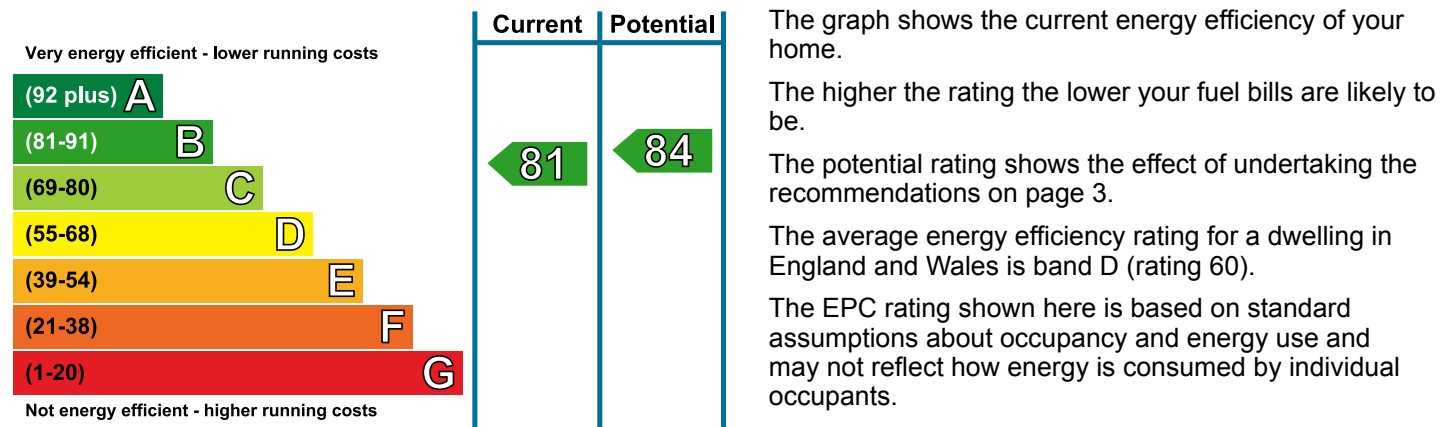 Very energy efficient - lower running costs
(92 plus) A
(81-91) B
(69-80) C
(55-68) D
(39-54) E
(21-38) F
(1-20) G
Not energy efficient - higher running costs
Current Potential
81 84
The graph shows the current energy efficiency of your
home.
The higher the rating the lower your fuel bills are likely to
be.
The potential rating shows the effect of undertaking the
recommendations on page 3.
The average energy efficiency rating for a dwelling in
England and Wales is band D (rating 60).
The EPC rating shown here is based on standard
assumptions about occupancy and energy use and
may not reflect how energy is consumed by individual
occupants.